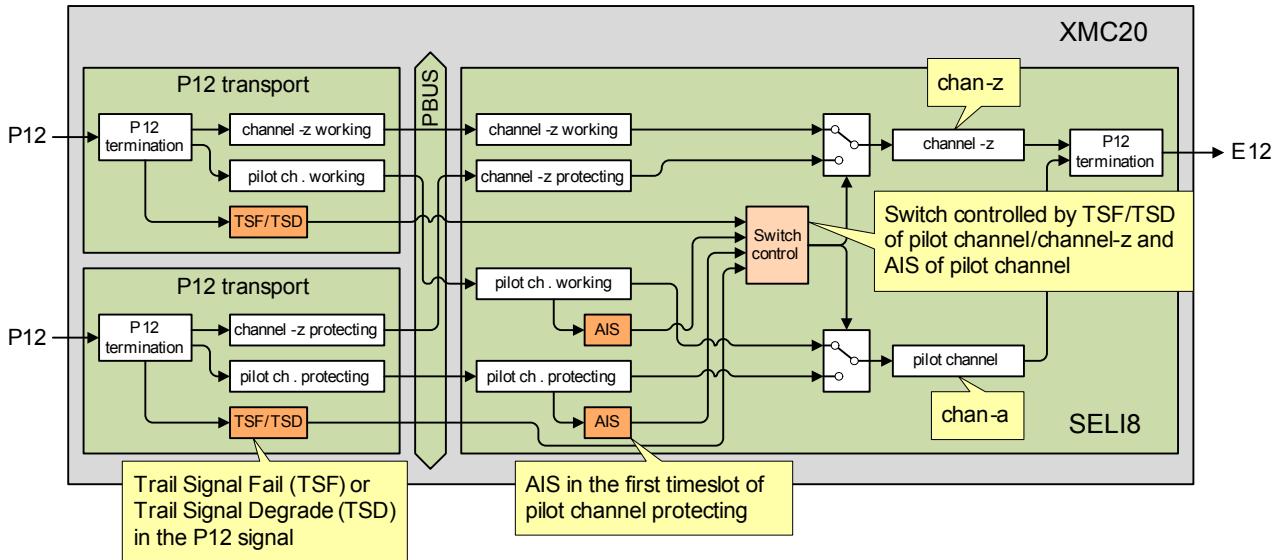 XMC20
P12 transport
P12
P12
termination
channel -z working
pilot ch . working
TSF/TSD
P12 transport
P12
P12
termination
channel -z protecting
pilot ch . protecting
TSF/TSD
PBUS
channel -z working
channel -z protecting
pilot ch . working
AIS
pilot ch . protecting
AIS
Switch
control
chan-z
channel -z
P12
termination
E12
Switch controlled by TSF/TSD
of pilot channel/channel-z and
AIS of pilot channel
pilot channel
chan-a
SELI8
Trail Signal Fail (TSF) or
Trail Signal Degrade (TSD)
in the P12 signal
AIS in the first timeslot of
pilot channel protecting